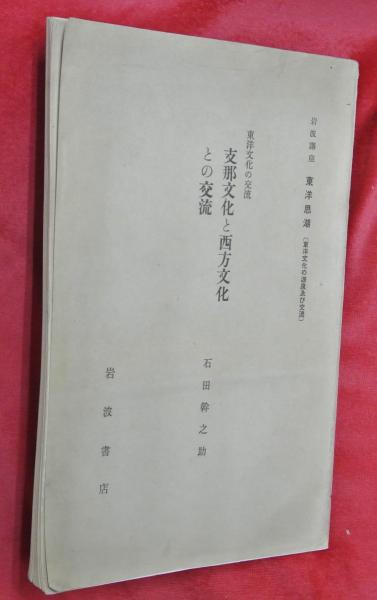 岩波講座 東洋思潮〔東洋文化の源泉及び交流〕
東洋文化の交流
支那文化と西方文化
との交流
石田幹之助
岩波書店